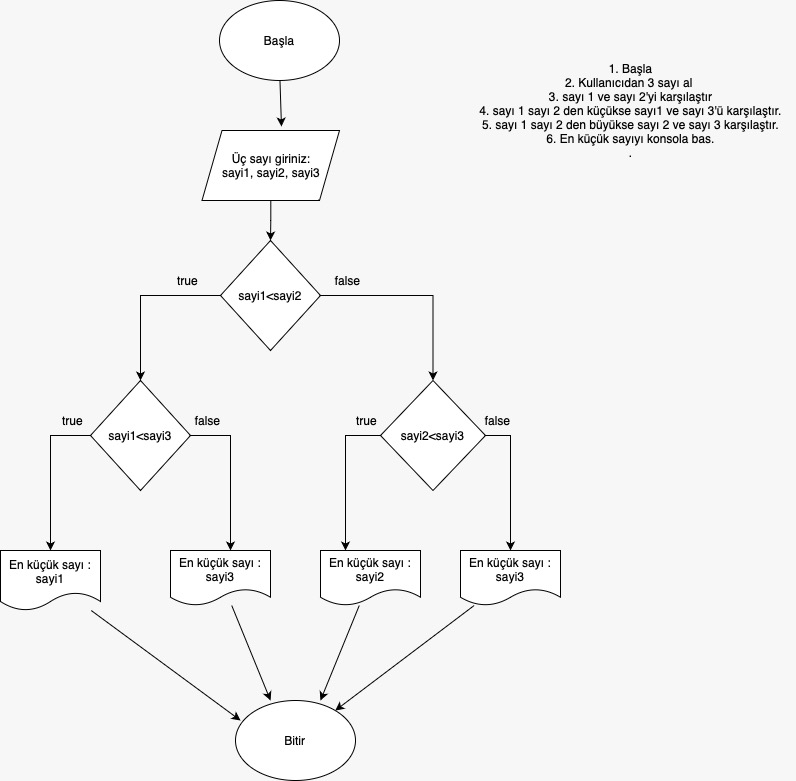 Başla
1. Başla
2. Kullanıcıdan 3 sayı al
3. sayı 1 ve sayı 2'yi karşılaştır
4. sayı 1 sayı 2 den küçükse sayı1 ve sayı 3'ü karşılaştır.
5. sayı 1 sayı 2 den büyükse sayı 2 ve sayı 3 karşılaştır.
6. En küçük sayıyı konsola bas.
.
Üç sayı giriniz:
sayi1, sayi2, sayi3
true
false
sayi1<sayi2
true
false
sayi1<sayi3
true
false
sayi2<sayi3
En küçük sayı :
sayi1
En küçük sayı :
sayi3
En küçük sayı :
sayi2
En küçük sayı :
sayi3
Bitir